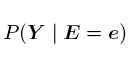 P(Y | E = e)